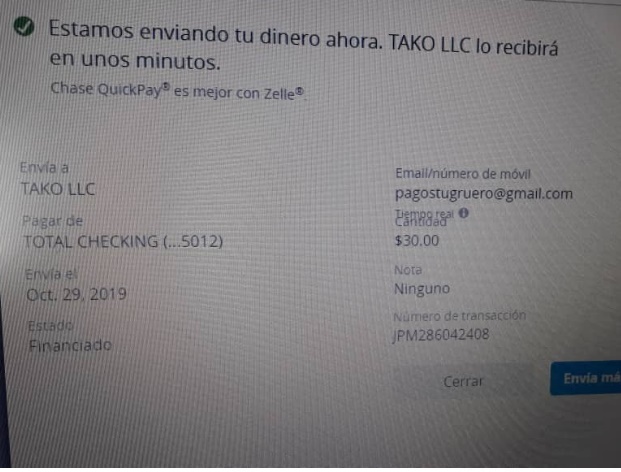 Estamos enviando tu dinero ahora. TAKO LLC lo recibirá
en unos minutos.
Chase QuickPay® es mejor con Zelle®
Envía a
TAKO LLC
Pagar de
TOTAL CHECKING (...5012)
Envía el
Oct. 29, 2019
Estado
Financiado
Email/número de móvil
pagostugruero@gmail.com
Tiempo real
Cantidad
$30.00
Nota
Ninguno
Número de transacción
JPM286042408
Cerrar
Envía má